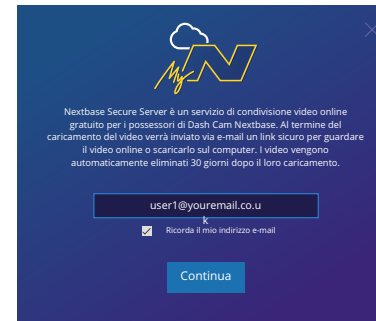 My N
Nextbase Secure Server è un servizio di condivisione video online
gratuito per i possessori di Dash Cam Nextbase. Al termine del
caricamento del video verrà inviato via e-mail un link sicuro per guardare
il video online o scaricarlo sul computer. I video vengono
automaticamente eliminati 30 giorni dopo il loro caricamento.
user1@youremail.co.u
k
Ricorda il mio indirizzo e-mail
Continua